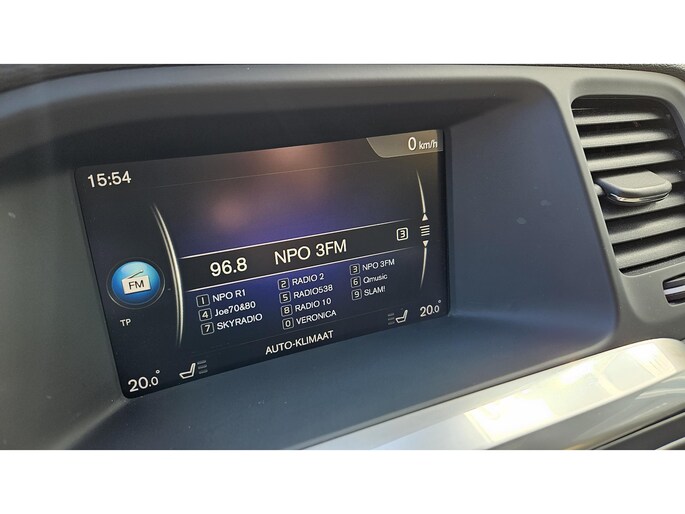 0 km/h
15:54
96.8 NPO 3FM 3
FM
TP
1 NPO R1 2 RADIO 2 3 NPO 3FM
4 Joe70&80 5 RADIO538 6 Qmusic
7 SKYRADIO 8 RADIO 10 9 SLAM!
0 VERONICA
20.0° AUTO-KLIMAAT 20.0°